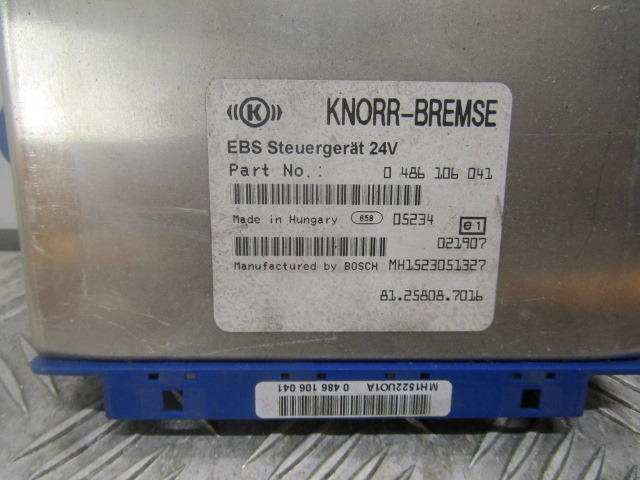 K KNORR-BREMSE
EBS Steuergerät 24V
Part No.: 0 486 106 041
Made in Hungary 658 05234 e1
021907
Manufactured by BOSCH MH1523051327
81.25808.7016
MH1522U01A 0 486 106 041